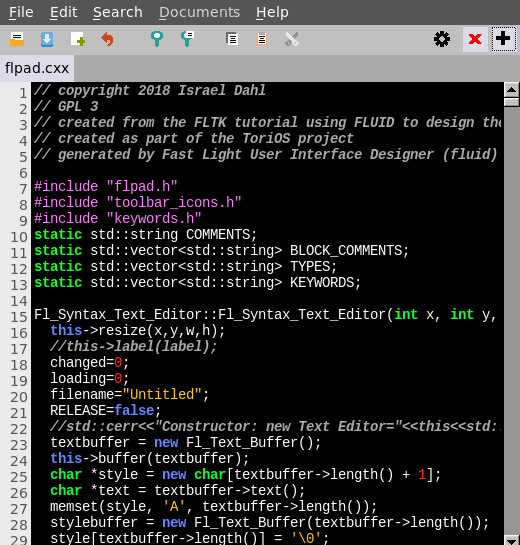 File Edit Search Documents Help
flpad.cxx
1 // copyright 2018 Israel Dahl
2 // GPL 3
3 // created from the FLTK tutorial using FLUID to design the
4 // created as part of the ToriOS project
5 // generated by Fast Light User Interface Designer (fluid)
6
7 #include "flpad.h"
8 #include "toolbar_icons.h"
9 #include "keywords.h"
10 static std::string COMMENTS;
11 static std::vector<std::string> BLOCK_COMMENTS;
12 static std::vector<std::string> TYPES;
13 static std::vector<std::string> KEYWORDS;
14
15 Fl_Syntax_Text_Editor::Fl_Syntax_Text_Editor(int x, int y,
16 this->resize(x,y,w,h);
17 //this->label(label);
18 changed=0;
19 loading=0;
20 filename="Untitled";
21 RELEASE=false;
22 //std::cerr<<"Constructor: new Text Editor="<<this<<std:
23 textbuffer = new Fl_Text_Buffer();
24 this->buffer(textbuffer);
25 char *style = new char[textbuffer->length() + 1];
26 char *text = textbuffer->text();
27 memset(style, 'A', textbuffer->length());
28 stylebuffer = new Fl_Text_Buffer(textbuffer->length());
29 style[textbuffer->length()] = '\0';